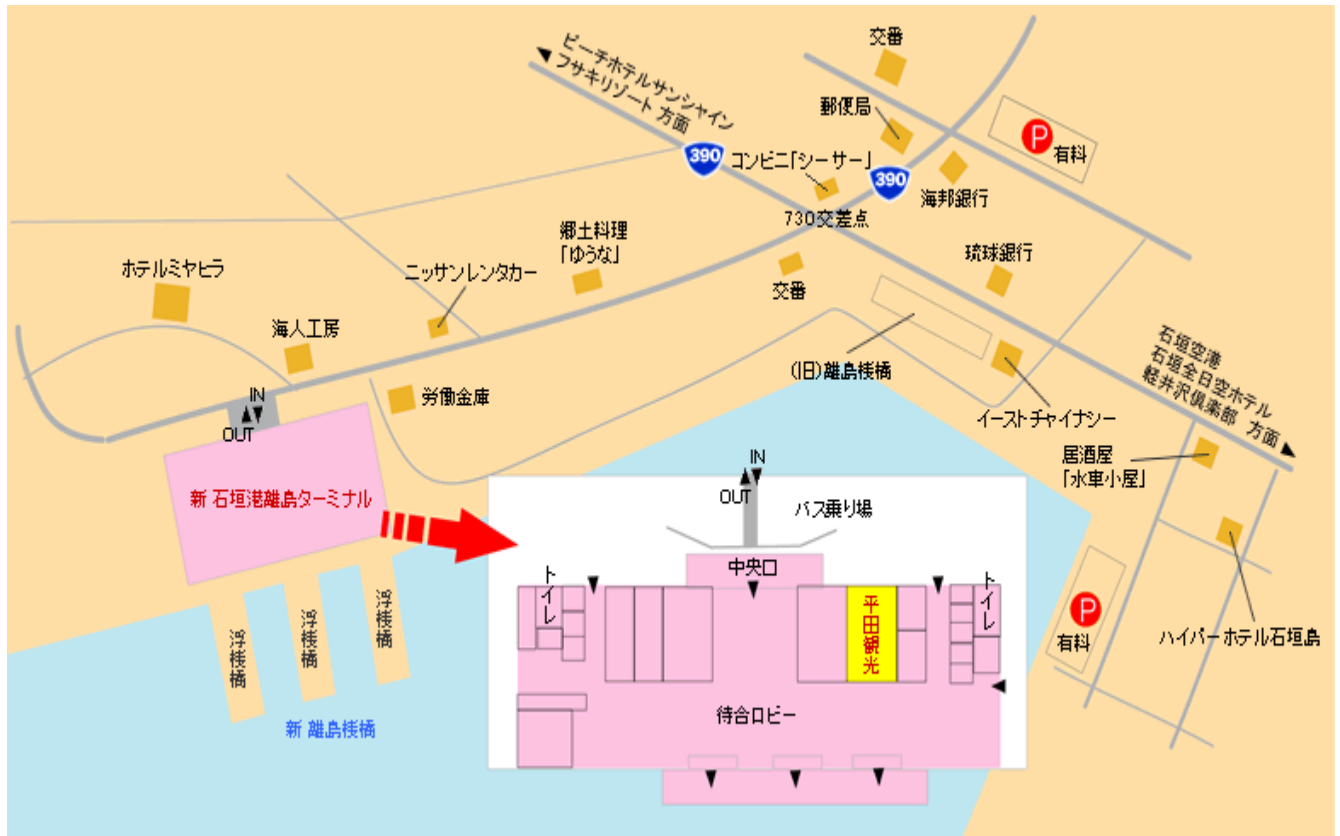 交番
ビーチホテルサンシャイン
フサキリゾート 方面
390
郵便局
P
有料
コンビニ「シーサー」
390
海邦銀行
730交差点
郷土料理
「ゆうな」
琉球銀行
ホテルミヤヒラ
ニッサンレンタカー
交番
海人工房
(旧)離島桟橋
石垣空港
石垣全日空ホテル
軽井沢倶楽部 方面
労働金庫
IN
OUT
イーストチャイナシー
居酒屋
「水車小屋」
新 石垣港離島ターミナル
IN
OUT
バス乗り場
中央口
トイレ
平田観光
トイレ
P
有料
ハイパーホテル石垣島
浮桟橋
浮桟橋
浮桟橋
待合ロビー
新 離島桟橋